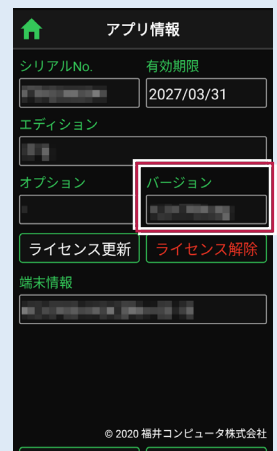 アプリ情報
シリアルNo. 有効期限
2027/03/31
エディション
オプション バージョン
ライセンス更新 ライセンス解除
端末情報
© 2020 福井コンピュータ株式会社